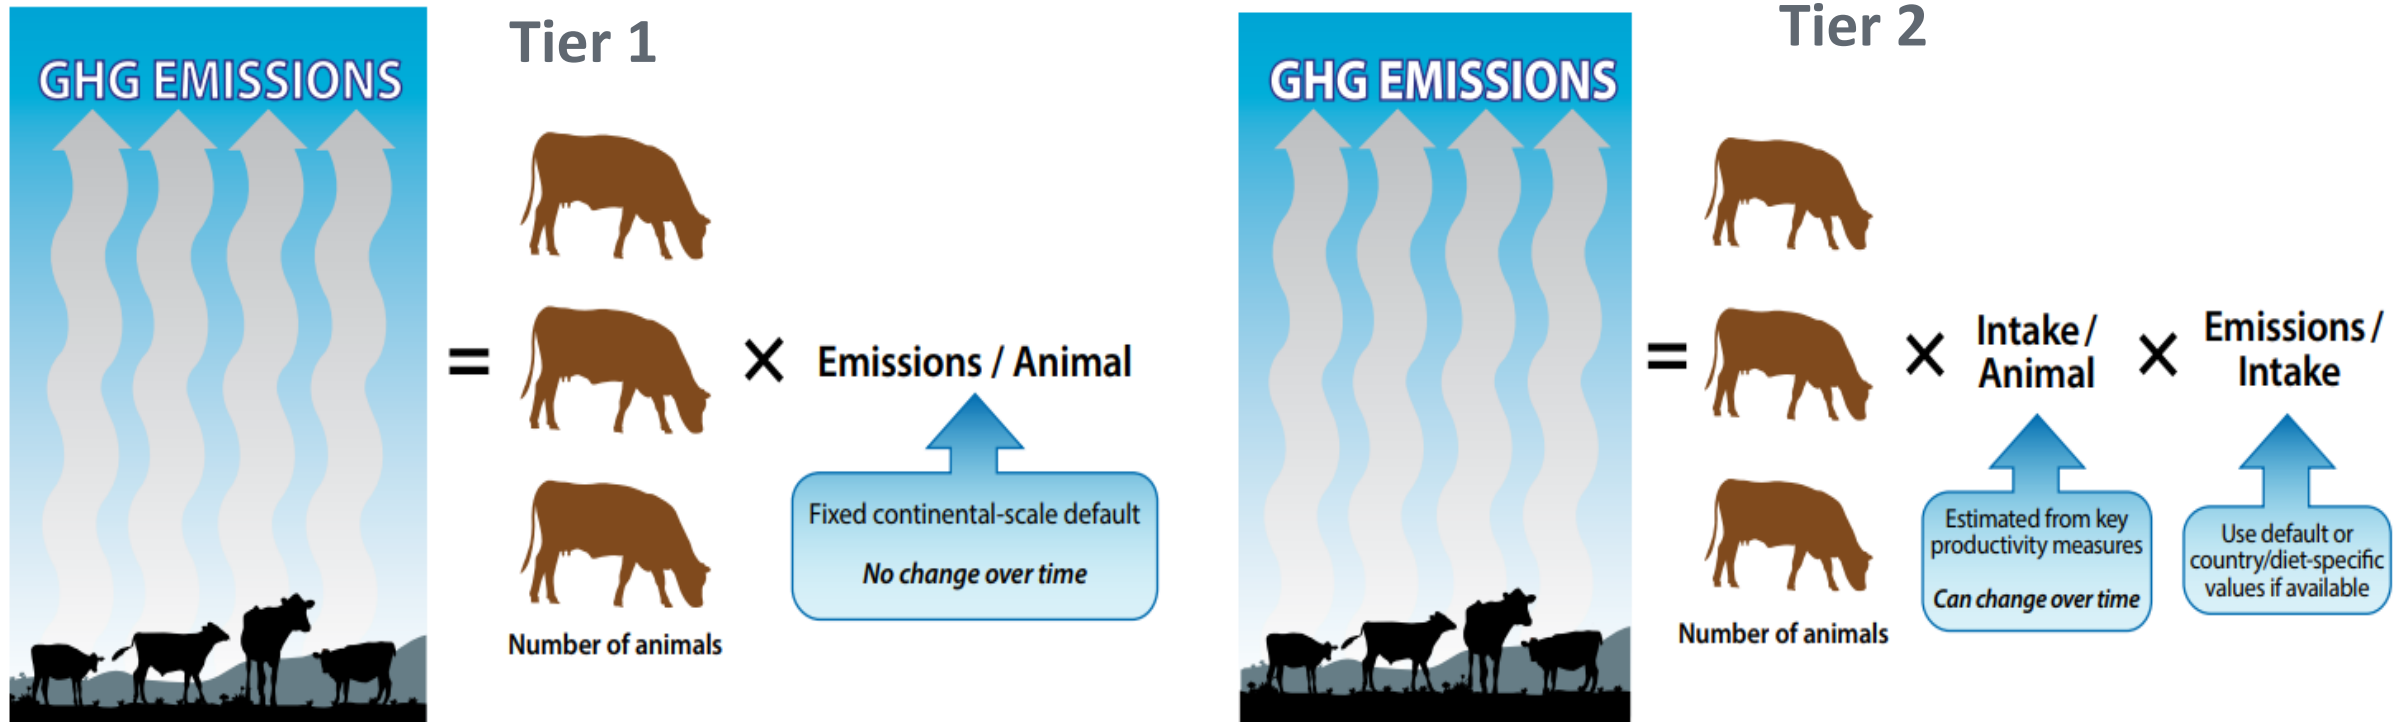 Tier 1
GHG EMISSIONS
=
×
Emissions / Animal
Fixed continental-scale default
No change over time
Number of animals
Tier 2
GHG EMISSIONS
=
×
Intake /
Animal
×
Emissions /
Intake
Estimated from key
productivity measures
Can change over time
Use default or
country/diet-specific
values if available
Number of animals